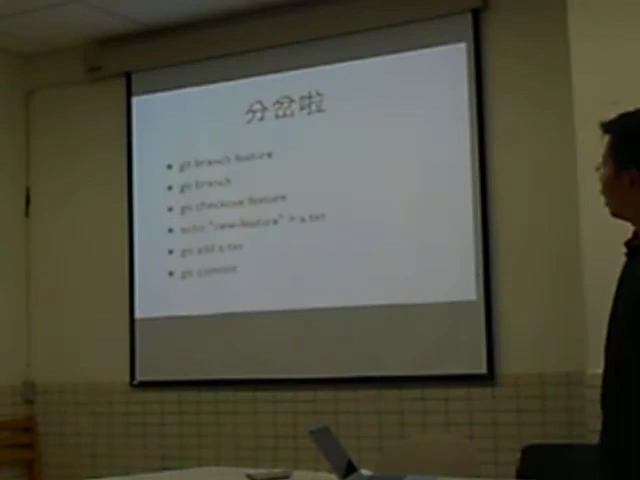 分岔啦
git branch feature
git branch
git checkout feature
echo "new-feature" > a.txt
git add a.txt
git commit